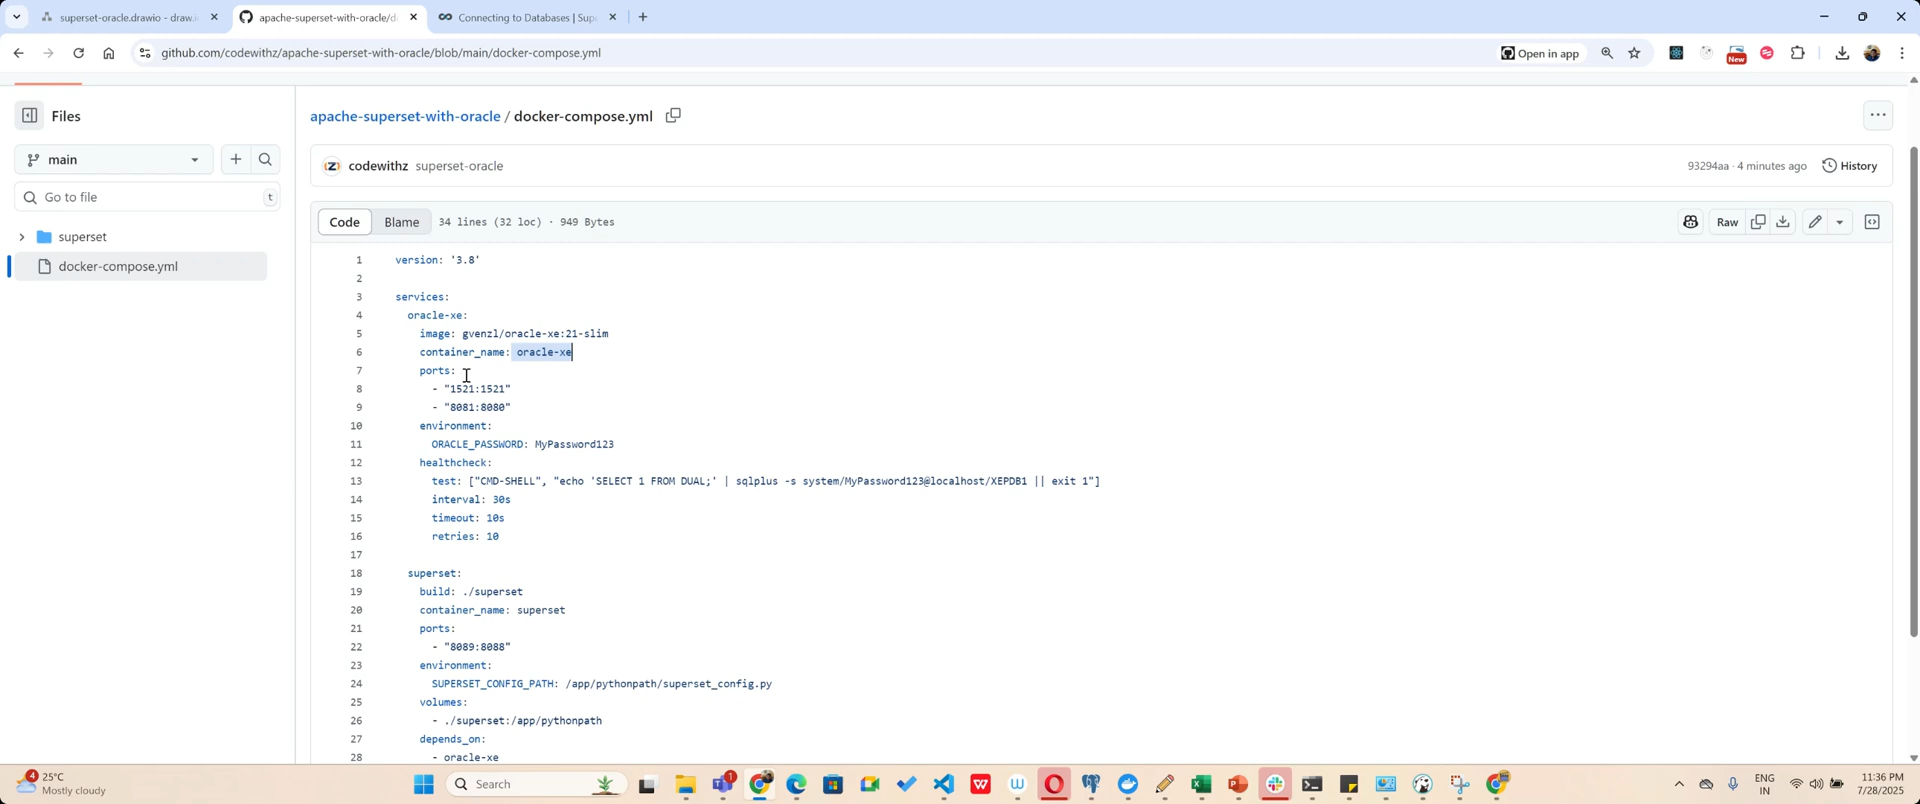 superset-oracle.drawio - draw.i
apache-superset-with-oracle/d
Connecting to Databases | Sup
github.com/codewithz/apache-superset-with-oracle/blob/main/docker-compose.yml
Open in app
New
Files
apache-superset-with-oracle / docker-compose.yml
main
codewithz superset-oracle
93294aa · 4 minutes ago
History
Go to file
t
Code
Blame
34 lines (32 loc) · 949 Bytes
Raw
superset
docker-compose.yml
1 version: '3.8'
2
3 services:
4 oracle-xe:
5 image: gvenzl/oracle-xe:21-slim
6 container_name: oracle-xe
7 ports:
8 - "1521:1521"
9 - "8081:8080"
10 environment:
11 ORACLE_PASSWORD: MyPassword123
12 healthcheck:
13 test: ["CMD-SHELL", "echo 'SELECT 1 FROM DUAL;' | sqlplus -s system/MyPassword123@localhost/XEPDB1 || exit 1"]
14 interval: 30s
15 timeout: 10s
16 retries: 10
17
18 superset:
19 build: ./superset
20 container_name: superset
21 ports:
22 - "8089:8088"
23 environment:
24 SUPERSET_CONFIG_PATH: /app/pythonpath/superset_config.py
25 volumes:
26 - ./superset:/app/pythonpath
27 depends_on:
28 - oracle-xe
4
25°C
Mostly cloudy
Search
1
ENG
IN
11:36 PM
7/28/2025